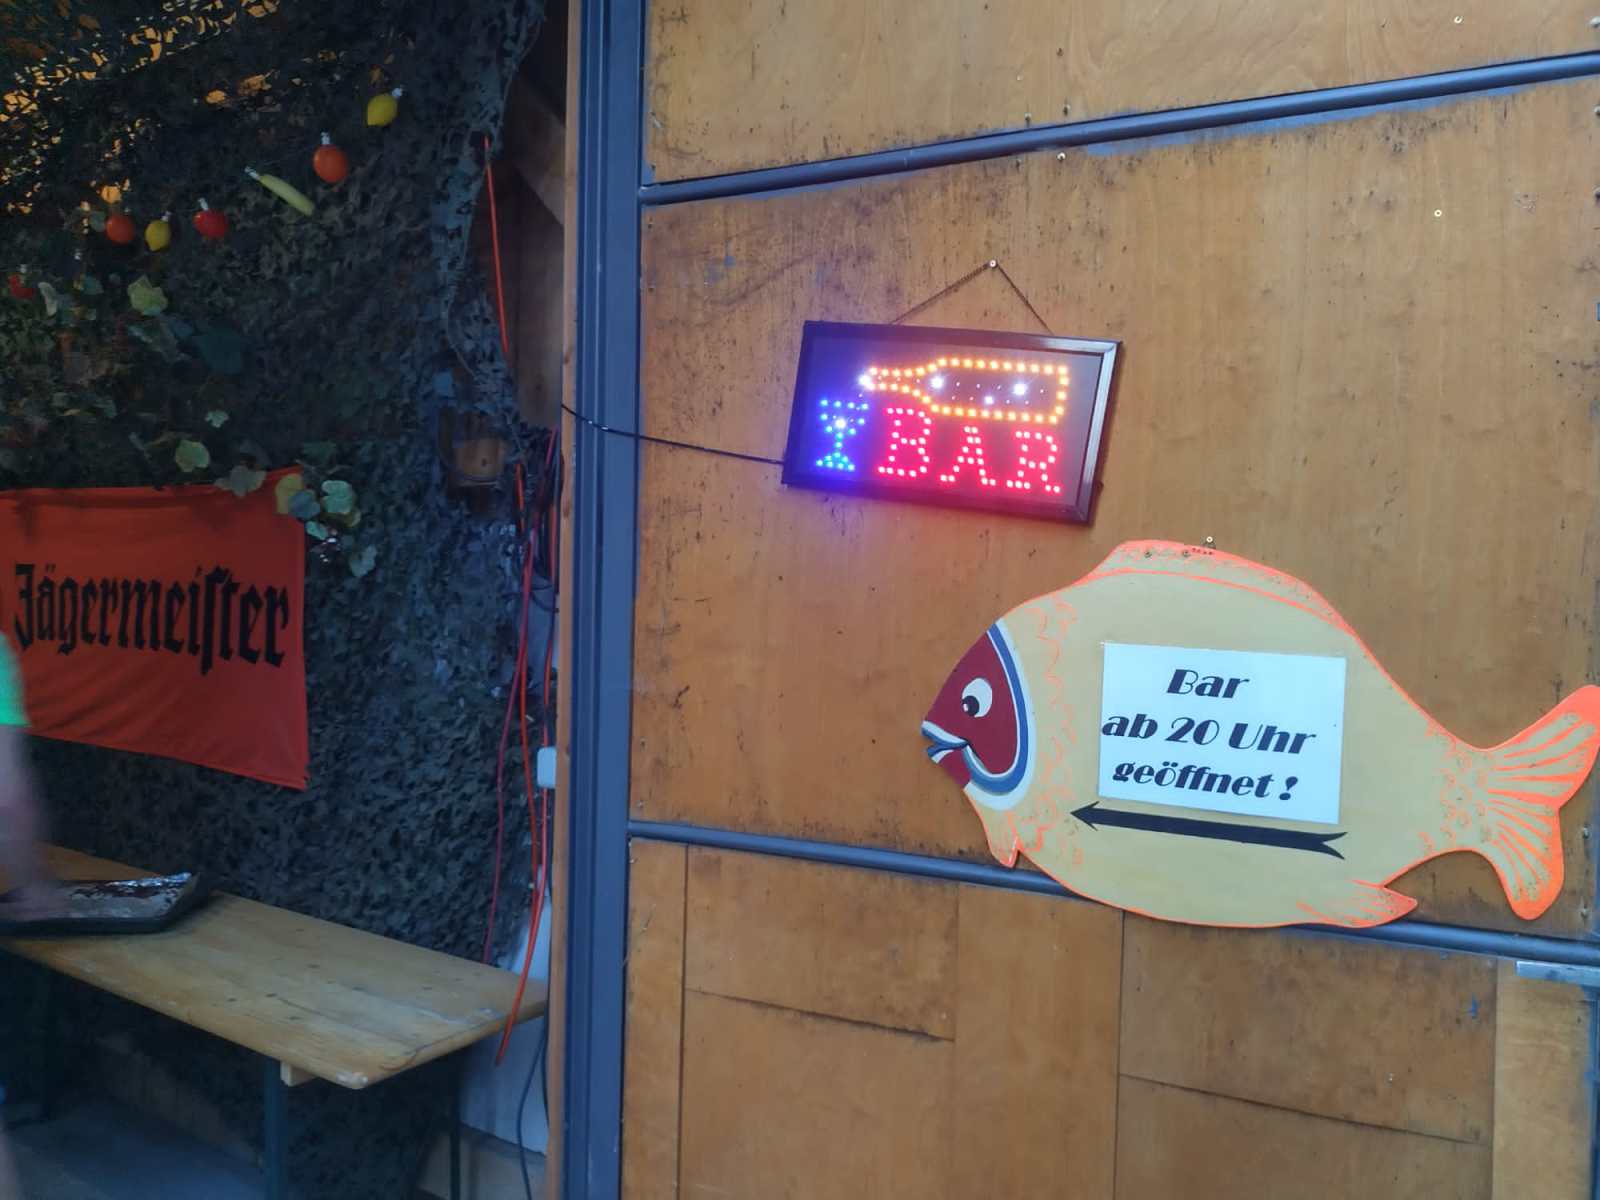 Jägermeiſter
BAR
Bar
ab 20 Uhr
geöffnet !